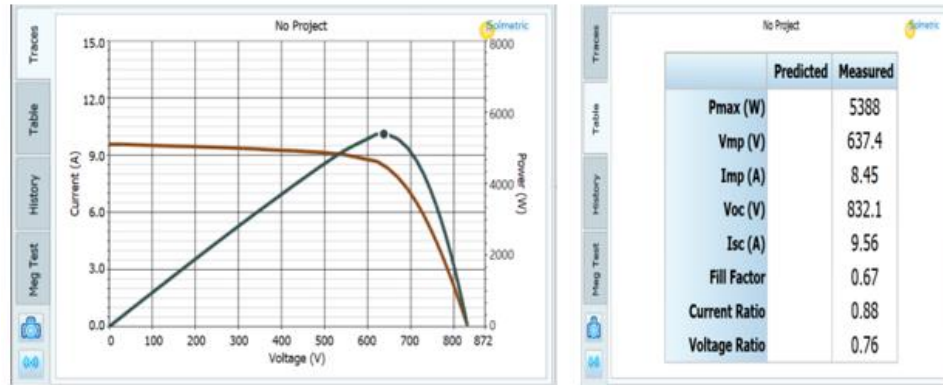 No Project
Solmetric
Traces
Table
History
Meg Test
15.0
12.0
9.0
6.0
3.0
0.0
Current (A)
8000
6000
4000
2000
0
Power (W)
0 100 200 300 400 500 600 700 800 872
Voltage (V)
No Project
Solmetric
Traces
Table
History
Meg Test
Predicted Measured
Pmax (W) 5388
Vmp (V) 637.4
Imp (A) 8.45
Voc (V) 832.1
Isc (A) 9.56
Fill Factor 0.67
Current Ratio 0.88
Voltage Ratio 0.76